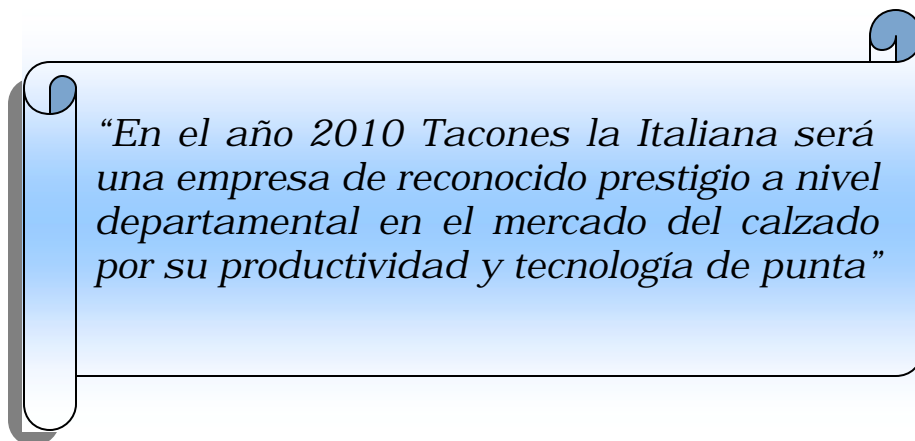 “En el año 2010 Tacones la Italiana será
una empresa de reconocido prestigio a nivel
departamental en el mercado del calzado
por su productividad y tecnología de punta”